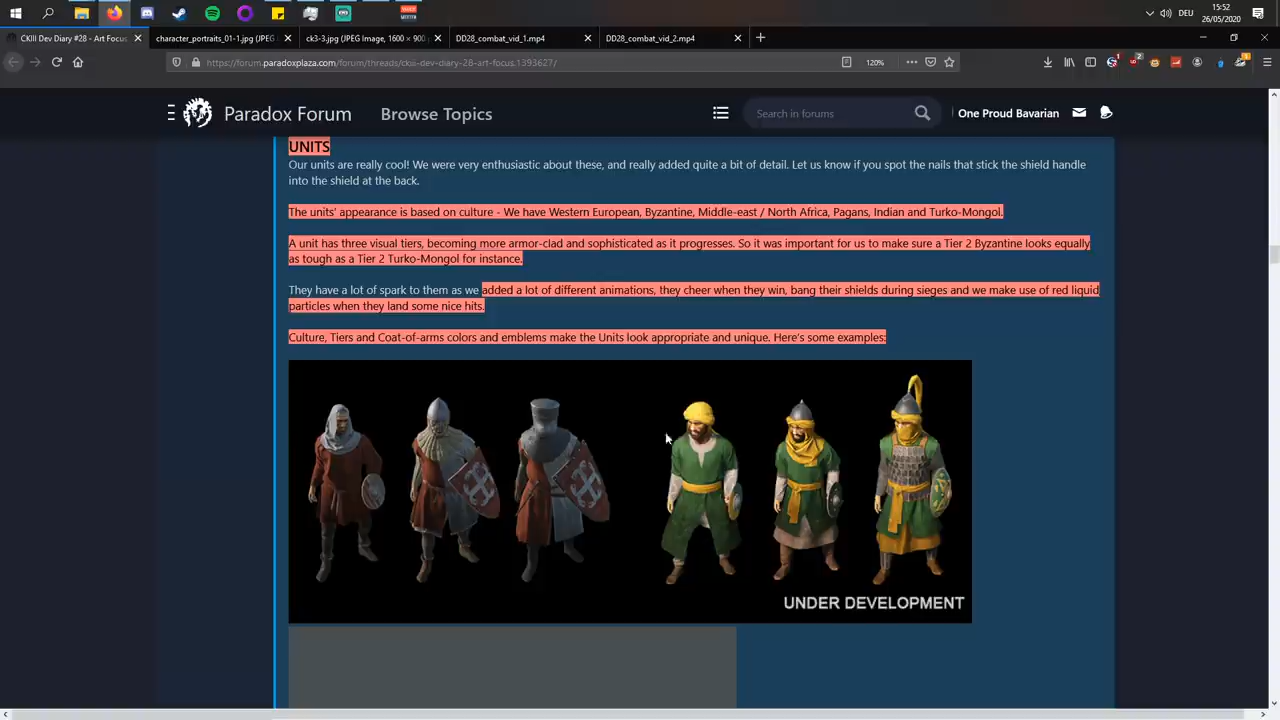 15:52
DEU
26/05/2020
CKIII Dev Diary #28 - Art Focus
character_portraits_01-1.jpg (JPEG
ck3-3.jpg (JPEG Image, 1600 × 900
DD28_combat_vid_1.mp4
DD28_combat_vid_2.mp4
https://forum.paradoxplaza.com/forum/threads/ckiii-dev-diary-28-art-focus.1393627/
120%
Paradox Forum
Browse Topics
Search in forums
One Proud Bavarian
UNITS
Our units are really cool! We were very enthusiastic about these, and really added quite a bit of detail. Let us know if you spot the nails that stick the shield handle
into the shield at the back.
The units' appearance is based on culture - We have Western European, Byzantine, Middle-east / North Africa, Pagans, Indian and Turko-Mongol.
A unit has three visual tiers, becoming more armor-clad and sophisticated as it progresses. So it was important for us to make sure a Tier 2 Byzantine looks equally
as tough as a Tier 2 Turko-Mongol for instance.
They have a lot of spark to them as we added a lot of different animations, they cheer when they win, bang their shields during sieges and we make use of red liquid
particles when they land some nice hits.
Culture, Tiers and Coat-of-arms colors and emblems make the Units look appropriate and unique. Here's some examples:
UNDER DEVELOPMENT